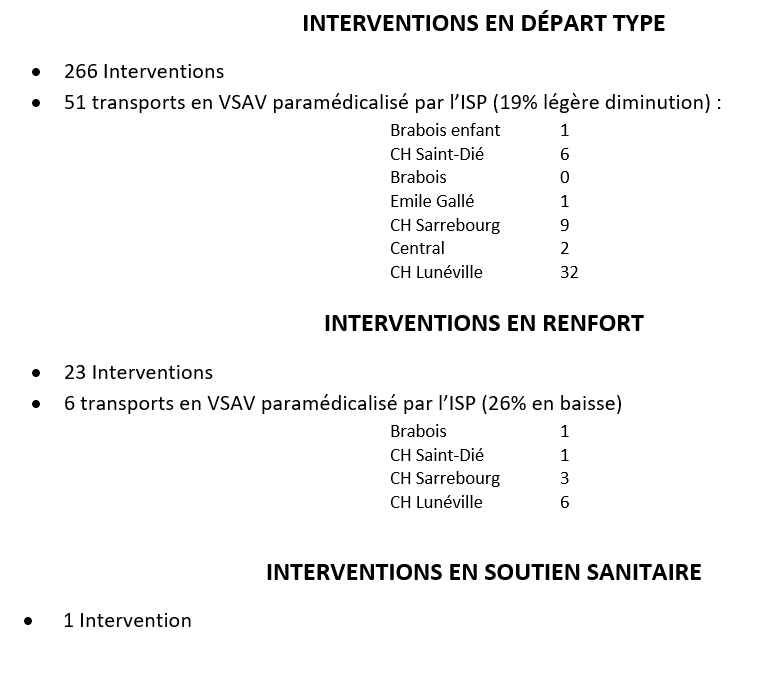 INTERVENTIONS EN DÉPART TYPE
• 266 Interventions
• 51 transports en VSAV paramédicalisé par l'ISP (19% légère diminution) :
Brabois enfant 1
CH Saint-Dié 6
Brabois 0
Emile Gallé 1
CH Sarrebourg 9
Central 2
CH Lunéville 32
INTERVENTIONS EN RENFORT
• 23 Interventions
• 6 transports en VSAV paramédicalisé par l'ISP (26% en baisse)
Brabois 1
CH Saint-Dié 1
CH Sarrebourg 3
CH Lunéville 6
INTERVENTIONS EN SOUTIEN SANITAIRE
• 1 Intervention